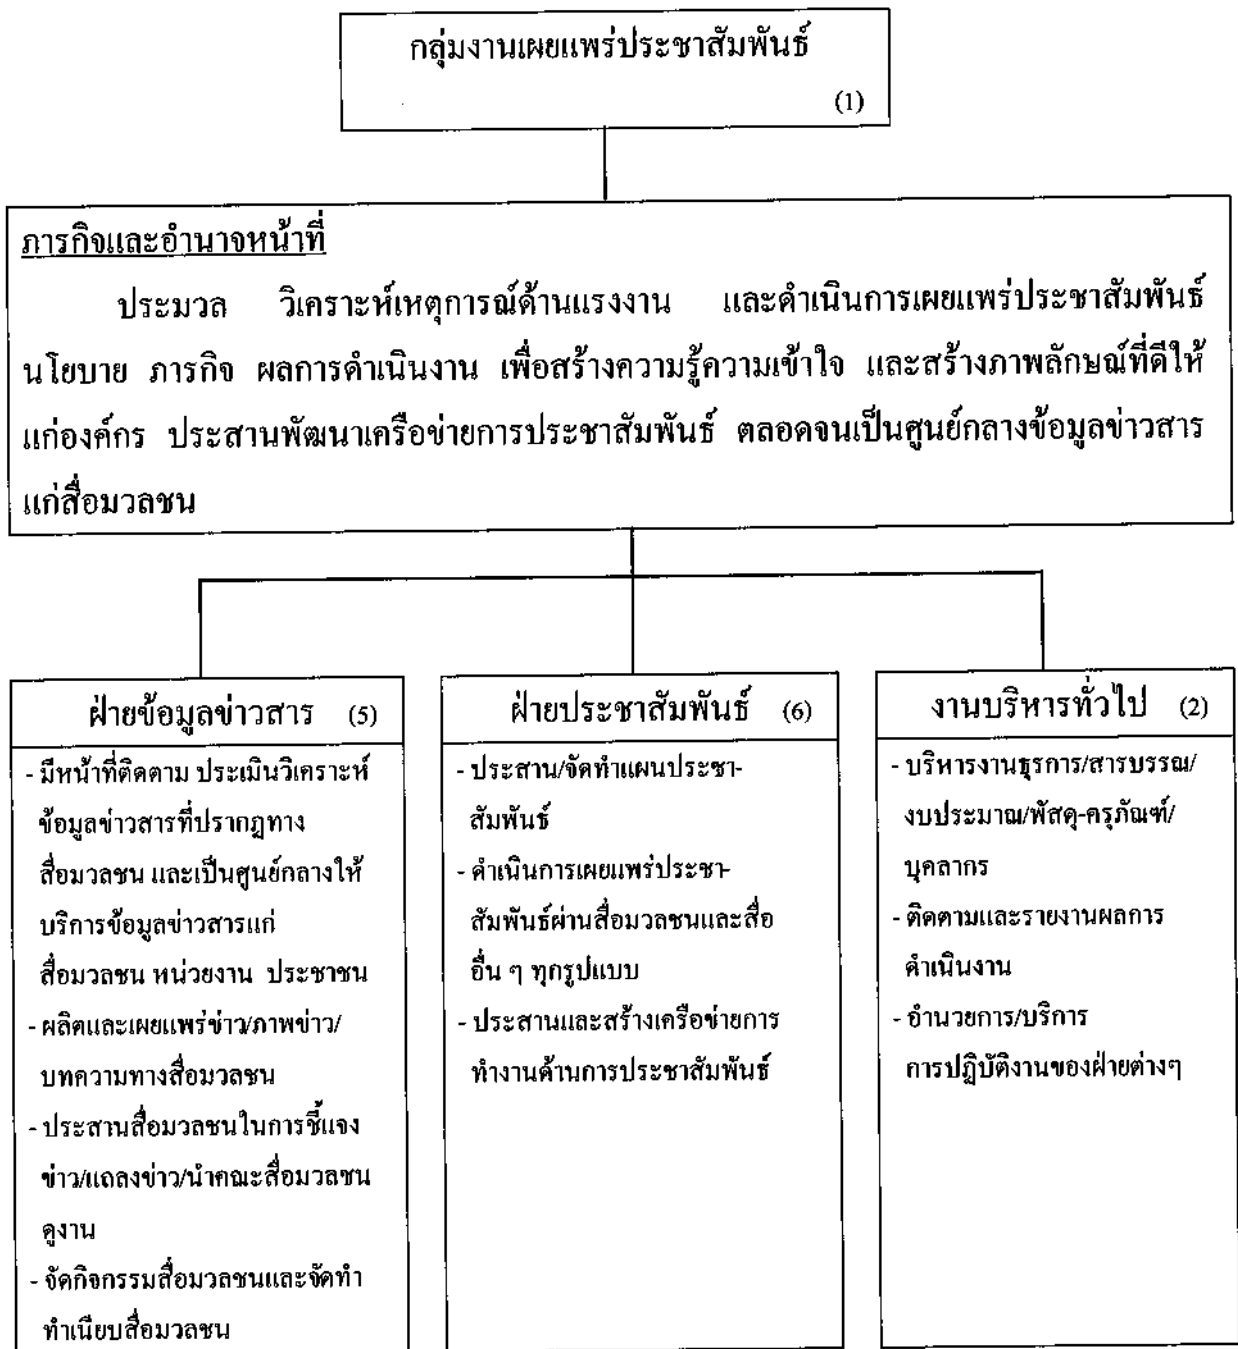 กลุ่มงานเผยแพร่ประชาสัมพันธ์
(1)
ภารกิจและอำนาจหน้าที่
ประมวล วิเคราะห์เหตุการณ์ด้านแรงงาน และดำเนินการเผยแพร่ประชาสัมพันธ์
นโยบาย ภารกิจ ผลการดำเนินงาน เพื่อสร้างความรู้ความเข้าใจ และสร้างภาพลักษณ์ที่ดีให้
แก่องค์กร ประสานพัฒนาเครือข่ายการประชาสัมพันธ์ ตลอดจนเป็นศูนย์กลางข้อมูลข่าวสาร
แก่สื่อมวลชน
ฝ่ายข้อมูลข่าวสาร (5)
- มีหน้าที่ติดตาม ประเมินวิเคราะห์
ข้อมูลข่าวสารที่ปรากฏทาง
สื่อมวลชน และเป็นศูนย์กลางให้
บริการข้อมูลข่าวสารแก่
สื่อมวลชน หน่วยงาน ประชาชน
- ผลิตและเผยแพร่ข่าว/ภาพข่าว/
บทความทางสื่อมวลชน
- ประสานสื่อมวลชนในการชี้แจง
ข่าว/แถลงข่าว/นำคณะสื่อมวลชน
ดูงาน
- จัดกิจกรรมสื่อมวลชนและจัดทำ
ทำเนียบสื่อมวลชน
ฝ่ายประชาสัมพันธ์ (6)
- ประสาน/จัดทำแผนประชา-
สัมพันธ์
- ดำเนินการเผยแพร่ประชา-
สัมพันธ์ผ่านสื่อมวลชนและสื่อ
อื่น ๆ ทุกรูปแบบ
- ประสานและสร้างเครือข่ายการ
ทำงานด้านการประชาสัมพันธ์
งานบริหารทั่วไป (2)
- บริหารงานธุรการ/สารบรรณ/
งบประมาณ/พัสดุ-ครุภัณฑ์/
บุคลากร
- ติดตามและรายงานผลการ
ดำเนินงาน
- อำนวยการ/บริการ
การปฏิบัติงานของฝ่ายต่างๆ